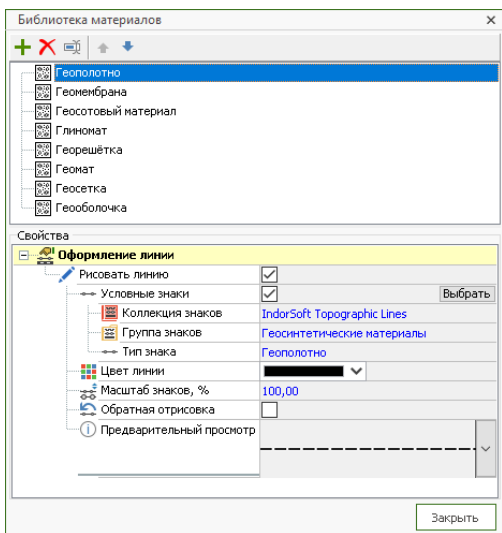 Библиотека материалов
Геополотно
Геомембрана
Геосотовый материал
Глиномат
Георешётка
Геомат
Геосетка
Геооболочка
Свойства
Оформление линии
Рисовать линию
Условные знаки Выбрать
Коллекция знаков IndorSoft Topographic Lines
Группа знаков Геосинтетические материалы
Тип знака Геополотно
Цвет линии
Масштаб знаков, % 100,00
Обратная отрисовка
Предварительный просмотр
Закрыть